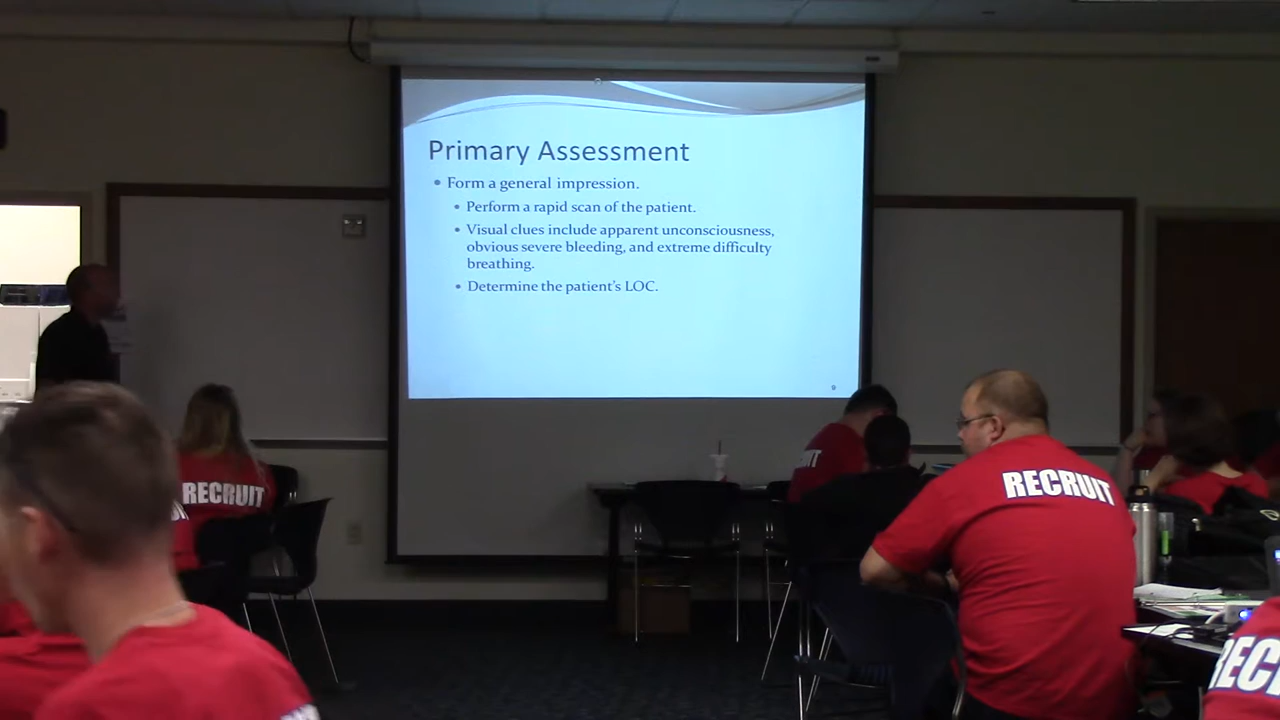 Primary Assessment
• Form a general impression.
• Perform a rapid scan of the patient.
• Visual clues include apparent unconsciousness,
obvious severe bleeding, and extreme difficulty
breathing.
• Determine the patient's LOC.
9
RECRUIT
RECRUIT